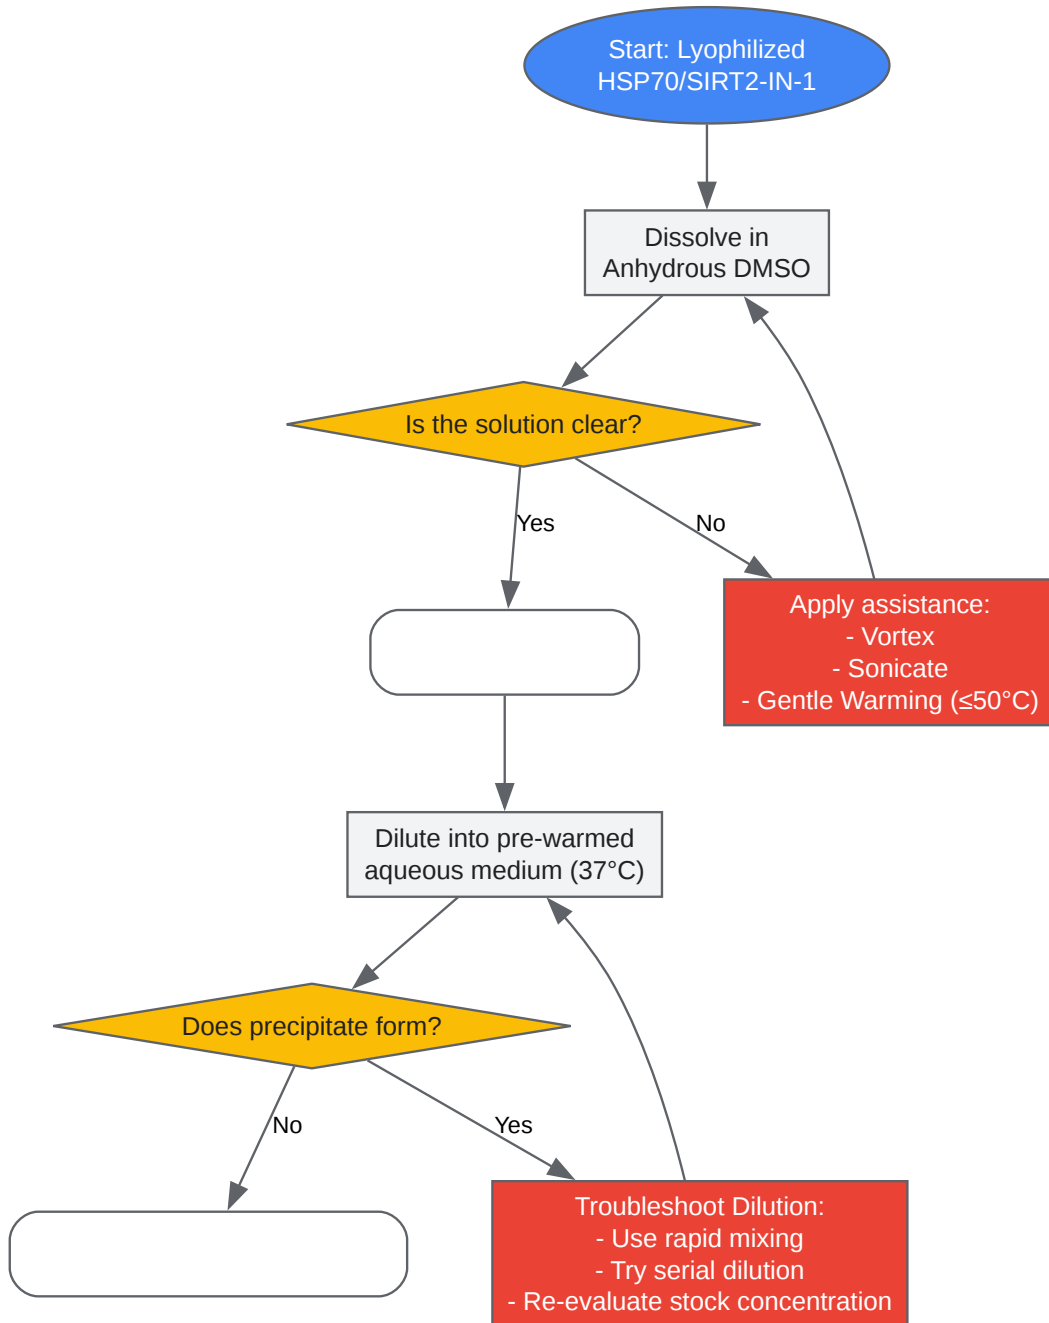 Start: Lyophilized
HSP70/SIRT2-IN-1
Dissolve in
Anhydrous DMSO
Is the solution clear?
Yes
No
Apply assistance:
- Vortex
- Sonicate
- Gentle Warming (≤50°C)
Dilute into pre-warmed
aqueous medium (37°C)
Does precipitate form?
No
Yes
Troubleshoot Dilution:
- Use rapid mixing
- Try serial dilution
- Re-evaluate stock concentration